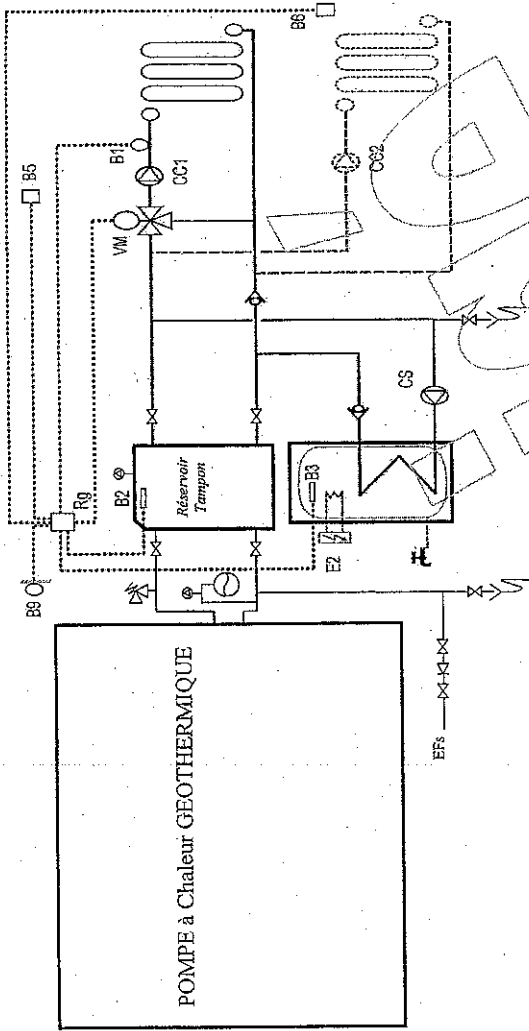 POMPE à Chaleur GEOTHERMIQUE
B9
Rg
B2
Réservoir
Tampon
VM
B1
CC1
B5
B6
CC2
CS
B3
E2
EFs